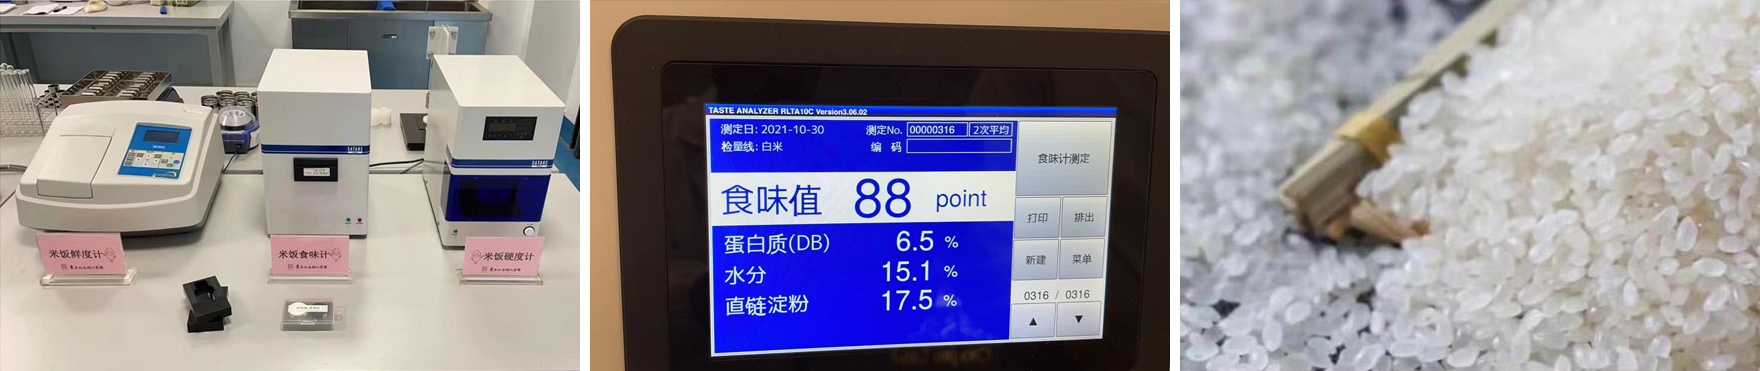 SATAKE
SATAKE
米饭鲜度计
米饭食味计
米饭硬度计
TASTE ANALYZER RLTA10C Version3.06.02
测定日: 2021-10-30
测定No. 00000316 2次平均
检量线: 白米
编 码
食味计测定
食味值 88 point
打印 排出
蛋白质(DB) 6.5 %
水分 15.1 %
直链淀粉 17.5 %
新建 菜单
0316 / 0316
▲ ▼